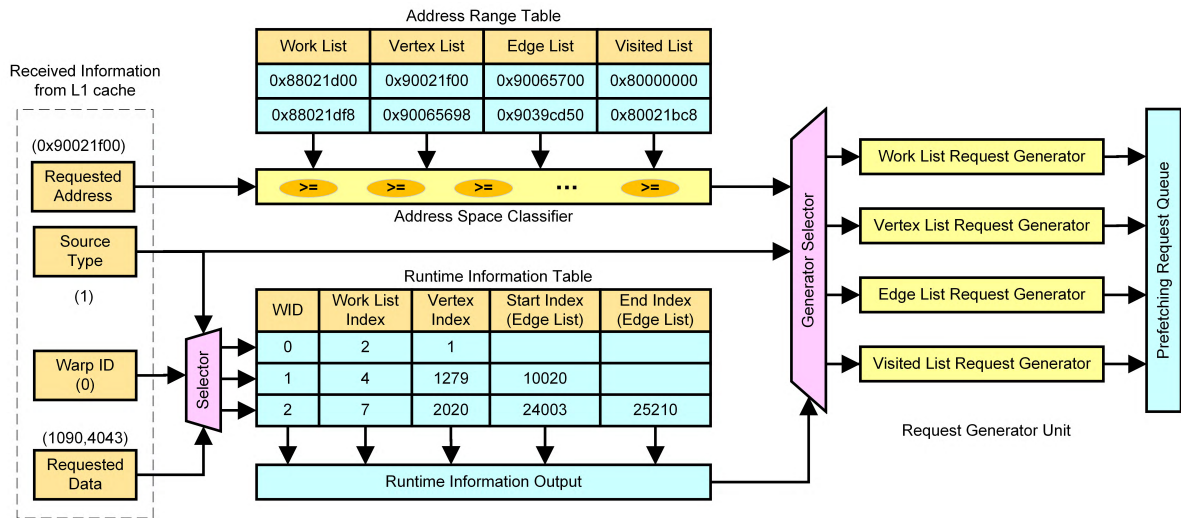 Address Range Table
Work List Vertex List Edge List Visited List
0x88021d00 0x90021f00 0x90065700 0x80000000
0x88021df8 0x90065698 0x9039cd50 0x80021bc8
Received Information
from L1 cache
(0x90021f00)
Requested
Address
>= >= >= ... >=
Address Space Classifier
Source
Type
(1)
Warp ID
(0)
(1090,4043)
Requested
Data
Selector
Runtime Information Table
WID Work List Index Vertex Index Start Index (Edge List) End Index (Edge List)
0 2 1
1 4 1279 10020
2 7 2020 24003 25210
Runtime Information Output
Generator Selector
Work List Request Generator
Vertex List Request Generator
Edge List Request Generator
Visited List Request Generator
Request Generator Unit
Prefetching Request Queue